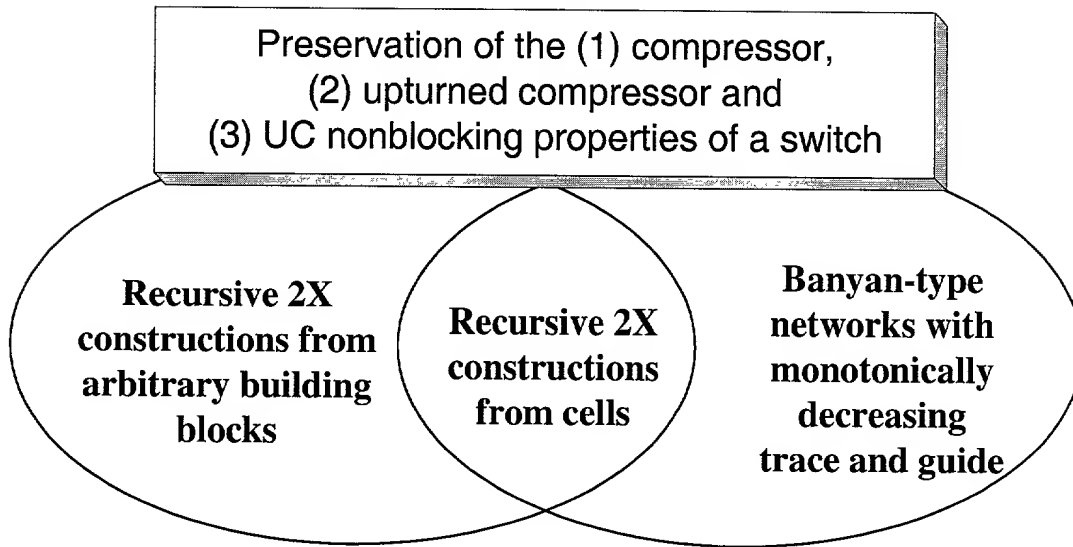 Preservation of the (1) compressor,
(2) upturned compressor and
(3) UC nonblocking properties of a switch
Recursive 2X
constructions from
arbitrary building
blocks
Recursive 2X
constructions
from cells
Banyan-type
networks with
monotonically
decreasing
trace and guide